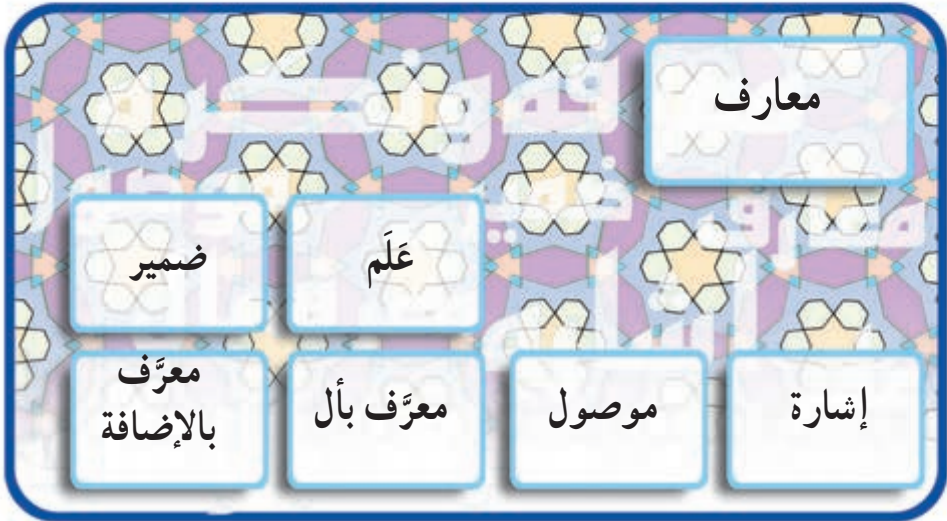 معارف
عَلَم
ضمير
إشارة
موصول
معرَّف بأل
معرَّف
بالإضافة